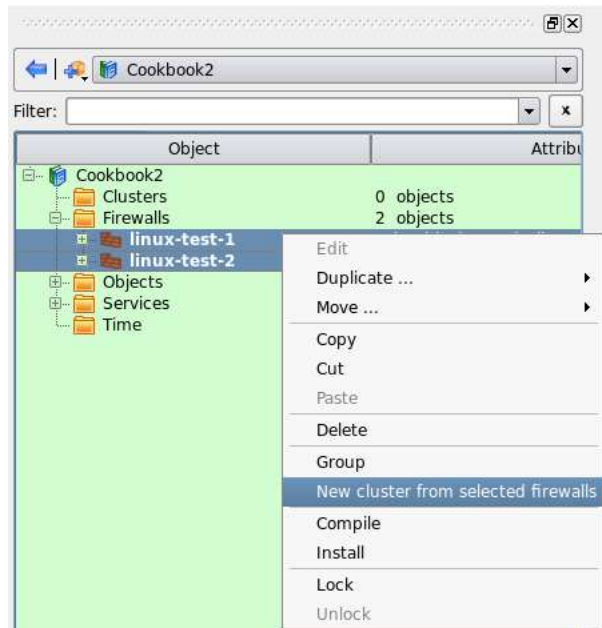 Cookbook2
Filter:
Object Attribu
Cookbook2
Clusters 0 objects
Firewalls 2 objects
linux-test-1
linux-test-2
Objects
Services
Time
Edit
Duplicate ...
Move ...
Copy
Cut
Paste
Delete
Group
New cluster from selected firewalls
Compile
Install
Lock
Unlock